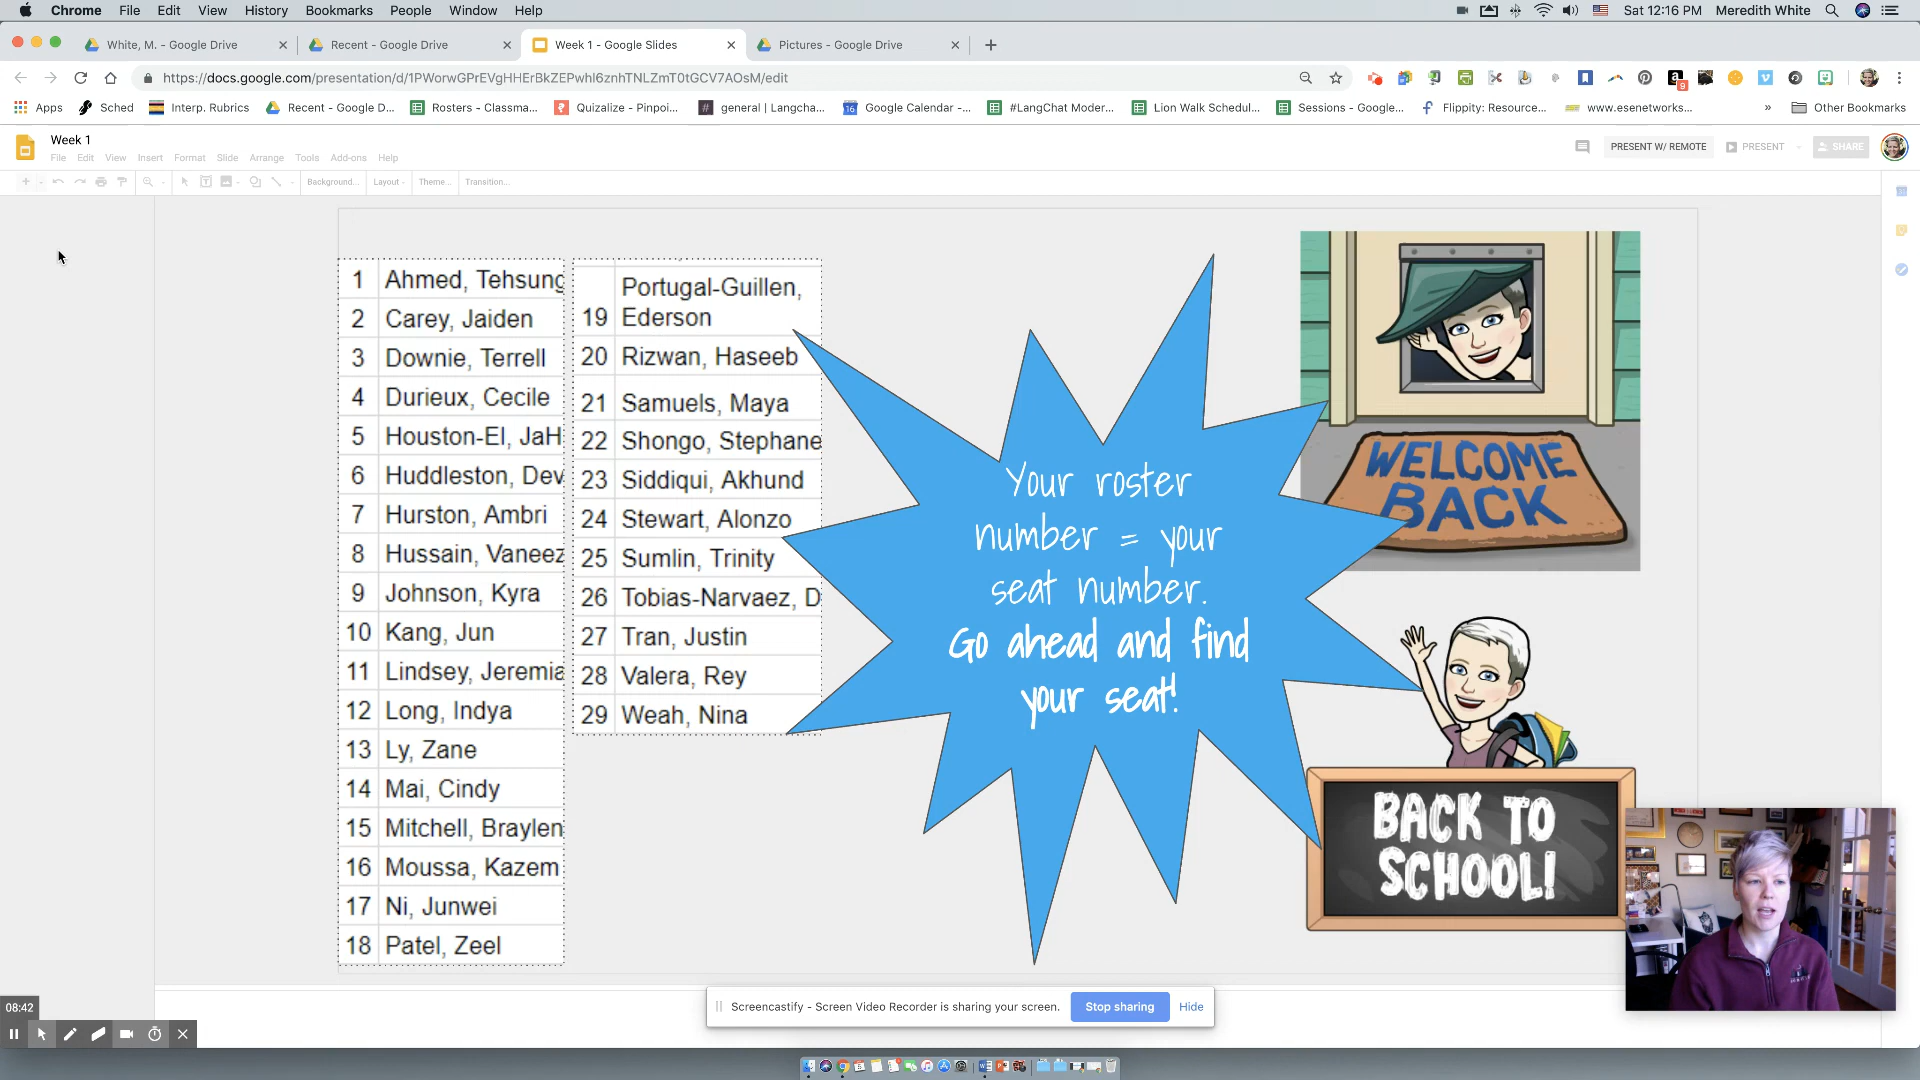 Chrome File Edit View History Bookmarks People Window Help Sat 12:16 PM Meredith White
White, M. - Google Drive Recent - Google Drive Week 1 - Google Slides Pictures - Google Drive
https://docs.google.com/presentation/d/1PWorwGPrEVgHHErBkZEPwhl6znhTNLZmT0tGCV7AOsM/edit
Apps Sched Interp. Rubrics Recent - Google D... Rosters - Classma... Quizalize - Pinpoi... general | Langcha... Google Calendar -... #LangChat Moder... Lion Walk Schedul... Sessions - Google... Flippity: Resource... www.esenetworks... » Other Bookmarks
Week 1
File Edit View Insert Format Slide Arrange Tools Add-ons Help
PRESENT W/ REMOTE PRESENT SHARE
Background... Layout Theme... Transition...
1 Ahmed, Tehsung
2 Carey, Jaiden
3 Downie, Terrell
4 Durieux, Cecile
5 Houston-El, JaH
6 Huddleston, Dev
7 Hurston, Ambri
8 Hussain, Vaneez
9 Johnson, Kyra
10 Kang, Jun
11 Lindsey, Jeremia
12 Long, Indya
13 Ly, Zane
14 Mai, Cindy
15 Mitchell, Braylen
16 Moussa, Kazem
17 Ni, Junwei
18 Patel, Zeel
Portugal-Guillen,
19 Ederson
20 Rizwan, Haseeb
21 Samuels, Maya
22 Shongo, Stephane
23 Siddiqui, Akhund
24 Stewart, Alonzo
25 Sumlin, Trinity
26 Tobias-Narvaez, D
27 Tran, Justin
28 Valera, Rey
29 Weah, Nina
Your roster
number = your
seat number.
Go ahead and find
your seat!
WELCOME
BACK
BACK TO
SCHOOL!
08:42
Screencastify - Screen Video Recorder is sharing your screen. Stop sharing Hide